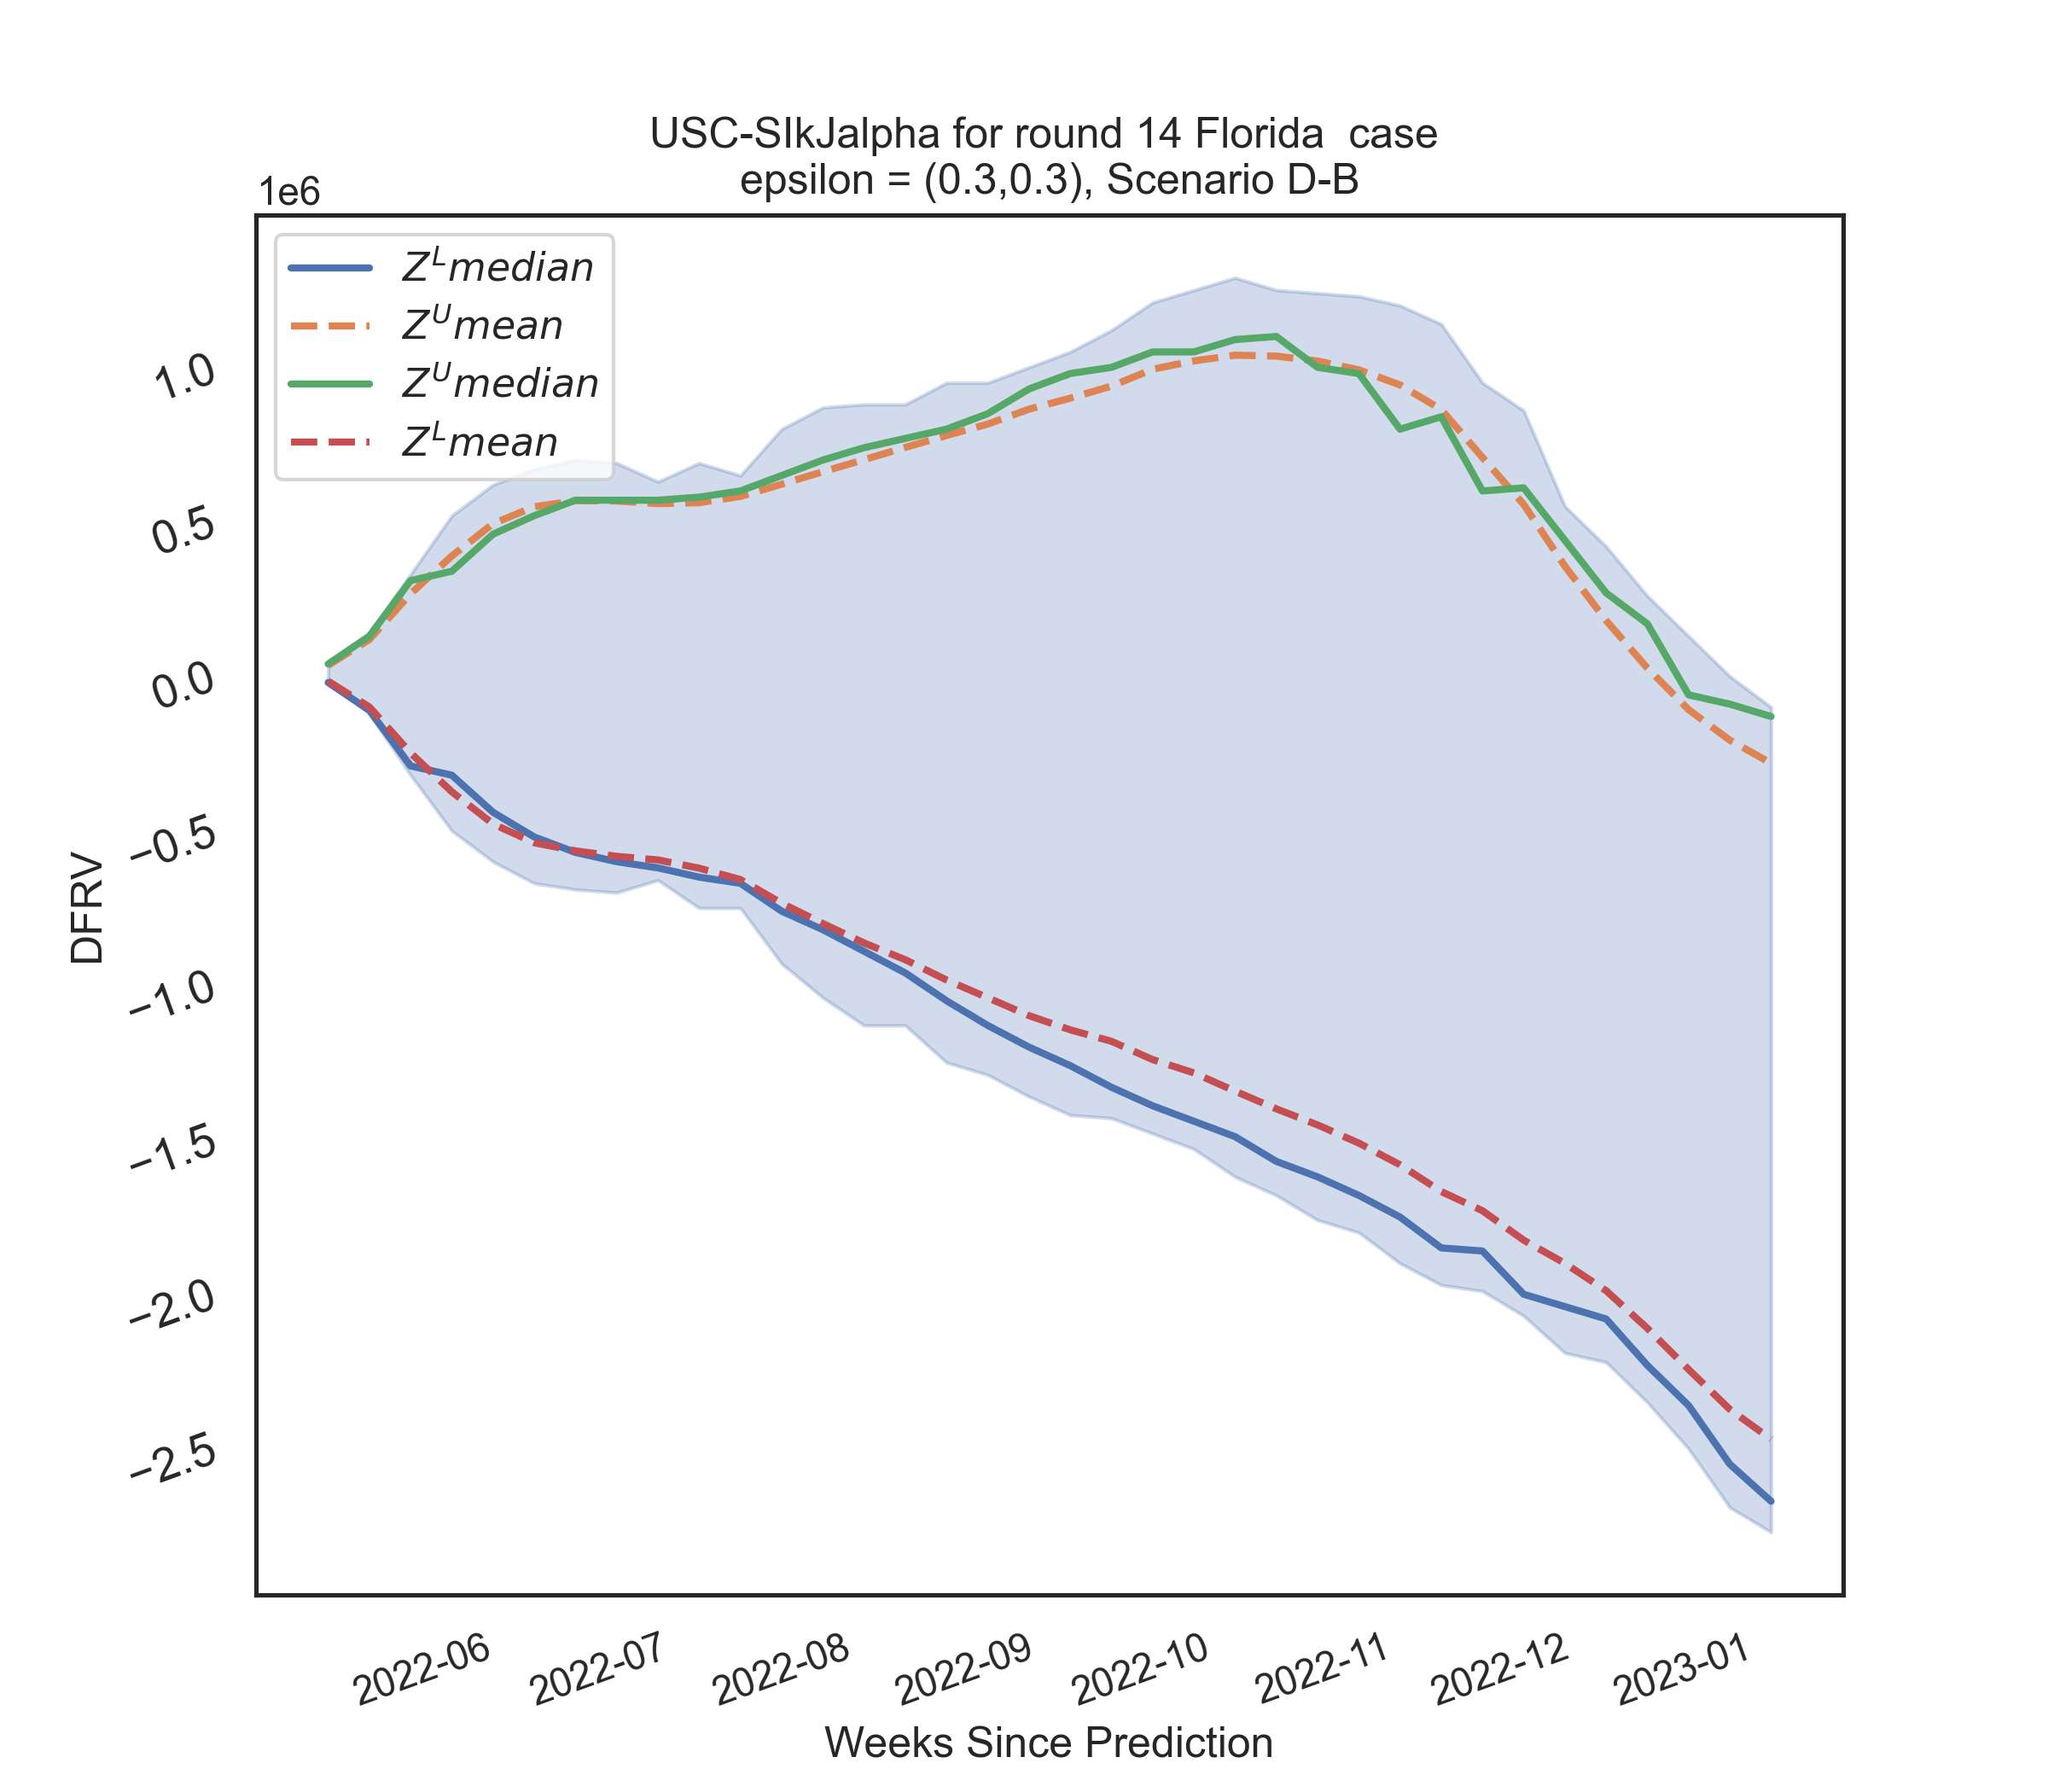 USC-SIkJalpha for round 14 Florida  case
epsilon = (0.3,0.3), Scenario D-B
1e6
Z^L median
Z^U mean
Z^U median
Z^L mean
1.0
0.5
0.0
−0.5
−1.0
−1.5
−2.0
−2.5
DFRV
2022-06
2022-07
2022-08
2022-09
2022-10
2022-11
2022-12
2023-01
Weeks Since Prediction